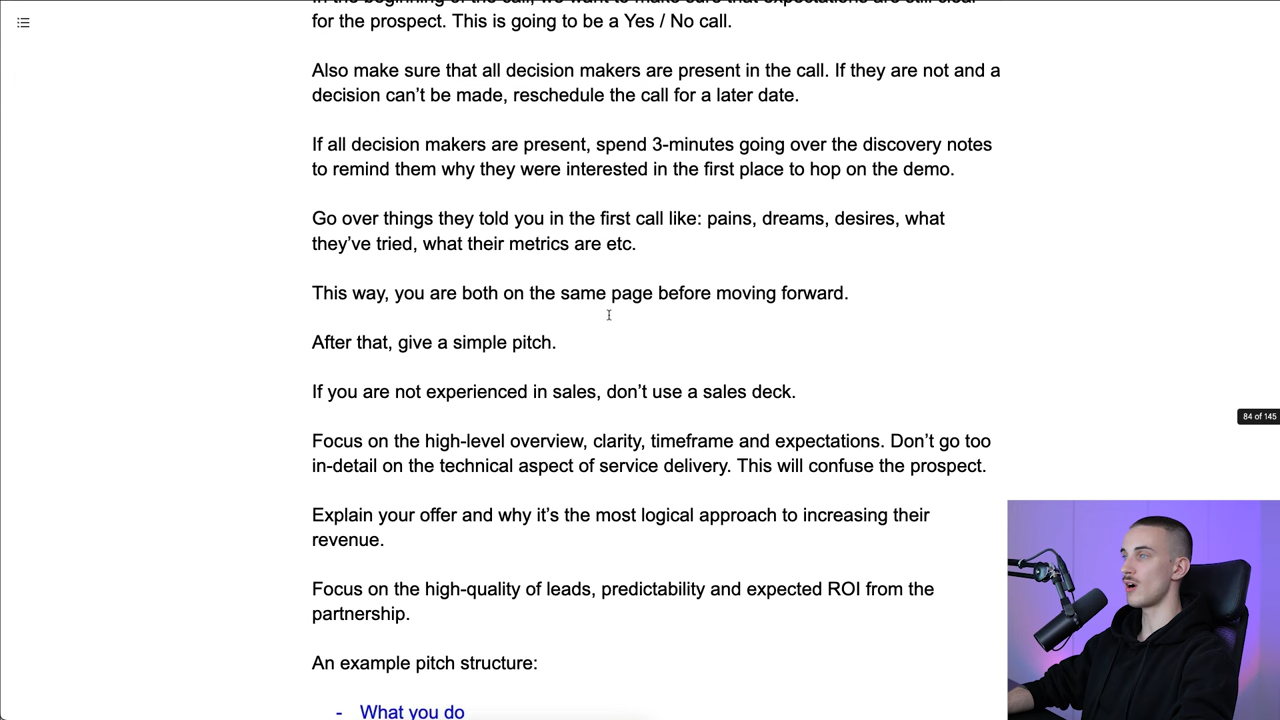 for the prospect. This is going to be a Yes / No call.
Also make sure that all decision makers are present in the call. If they are not and a
decision can’t be made, reschedule the call for a later date.
If all decision makers are present, spend 3-minutes going over the discovery notes
to remind them why they were interested in the first place to hop on the demo.
Go over things they told you in the first call like: pains, dreams, desires, what
they’ve tried, what their metrics are etc.
This way, you are both on the same page before moving forward.
After that, give a simple pitch.
If you are not experienced in sales, don’t use a sales deck.
Focus on the high-level overview, clarity, timeframe and expectations. Don’t go too
in-detail on the technical aspect of service delivery. This will confuse the prospect.
Explain your offer and why it’s the most logical approach to increasing their
revenue.
Focus on the high-quality of leads, predictability and expected ROI from the
partnership.
An example pitch structure:
- What you do
84 of 145